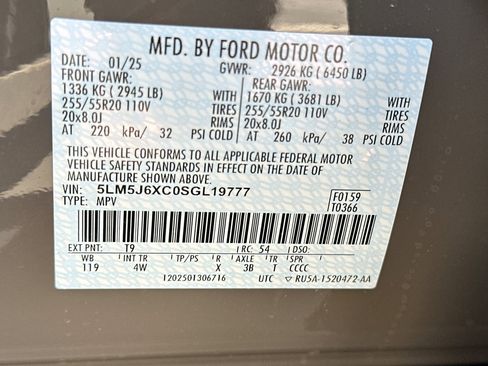 MFD. BY FORD MOTOR CO.
DATE: 01/25 GVWR: 2926 KG ( 6450 LB)
FRONT GAWR: REAR GAWR:
1336 KG ( 2945 LB) WITH 1670 KG ( 3681 LB) WITH
255/55R20 110V TIRES 255/55R20 110V TIRES
20x8.0J RIMS 20x8.0J RIMS
AT 220 kPa/ 32 PSI COLD AT 260 kPa/ 38 PSI COLD
THIS VEHICLE CONFORMS TO ALL APPLICABLE FEDERAL MOTOR
VEHICLE SAFETY STANDARDS IN EFFECT ON THE DATE OF
MANUFACTURE SHOWN ABOVE.
VIN: 5LM5J6XC0SGL19777 F0159
TYPE: MPV T0366
EXT PNT: T9 RC: 54 DSO:
WB INT TR TP/PS R AXLE TR SPR
119 4W X 3B T CCCC
1202501306716 UTC RU5A-1520472-AA